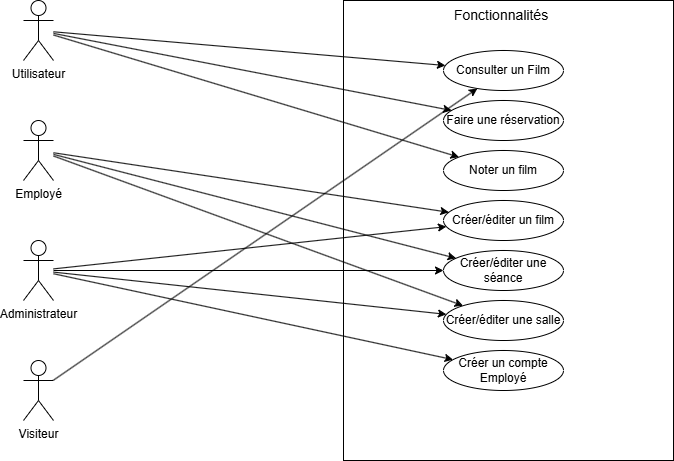 Fonctionnalités
Utilisateur
Employé
Administrateur
Visiteur
Consulter un Film
Faire une réservation
Noter un film
Créer/éditer un film
Créer/éditer une
séance
Créer/éditer une salle
Créer un compte
Employé